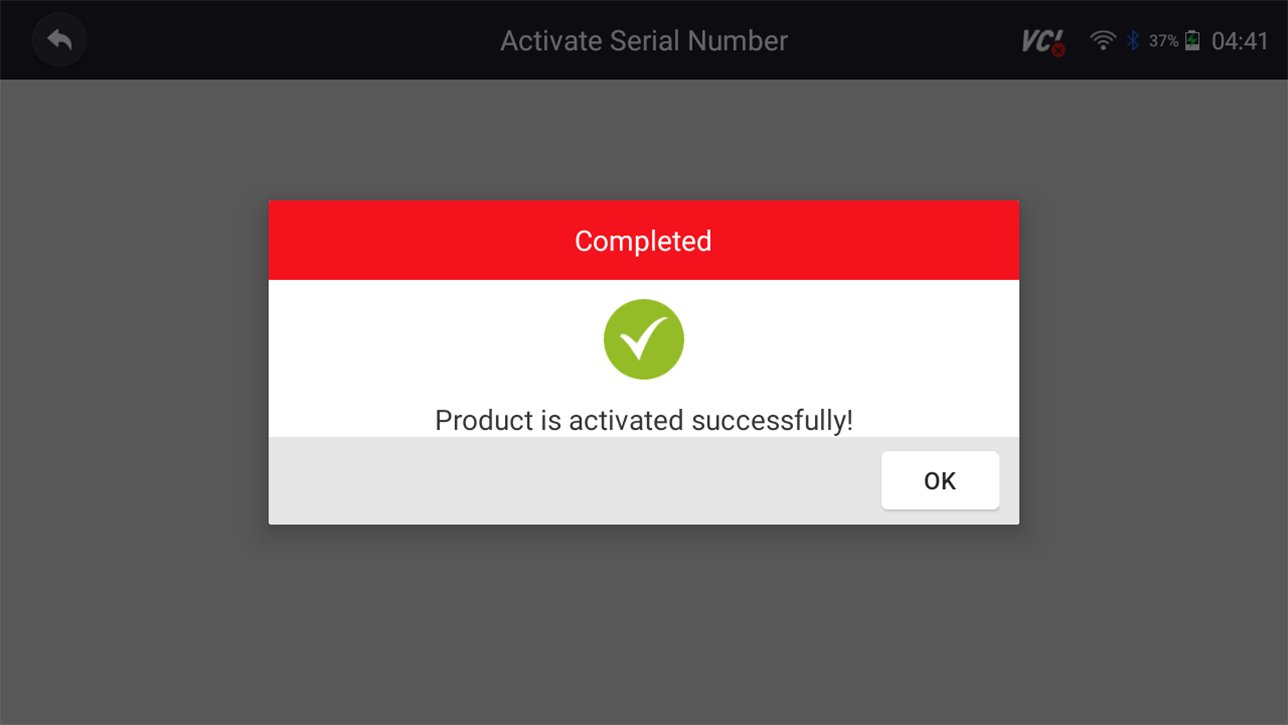 Activate Serial Number
VCI
37%
04:41
Completed
Product is activated successfully!
OK